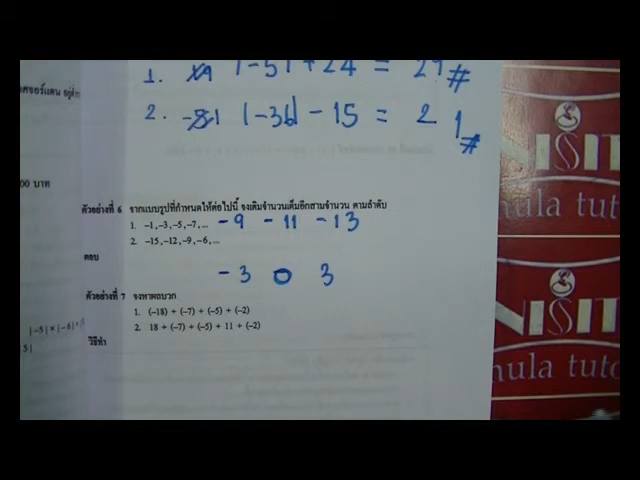 1. |-5| + 24 = 29 #
2. |-36| - 15 = 21 #
00 บาท
ตัวอย่างที่ 6 จากแบบรูปที่กำหนดให้ต่อไปนี้ จงเติมจำนวนเต็มอีกสามจำนวน ตามลำดับ
1. -1, -3, -5, -7, ... -9 -11 -13
2. -15, -12, -9, -6, ...
ตอบ
-3 0 3
ตัวอย่างที่ 7 จงหาผลบวก
1. (-18) + (-7) + (-5) + (-2)
2. 18 + (-7) + (-5) + 11 + (-2)
วิธีทำ
NISIT
mula tuto
NISIT
mula tuto